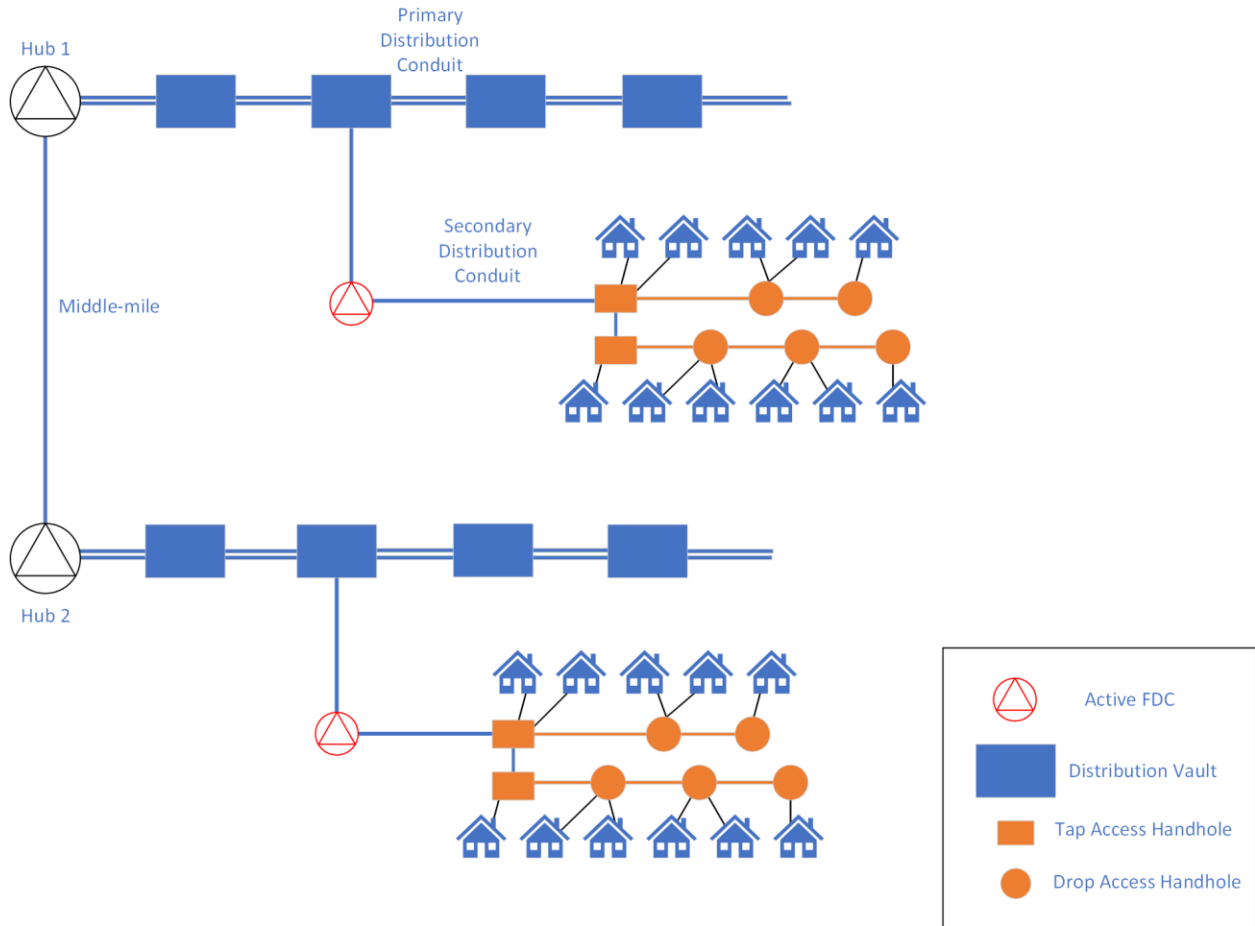 Primary
Distribution
Conduit
Hub 1
Secondary
Distribution
Conduit
Middle-mile
Hub 2
Active FDC
Distribution Vault
Tap Access Handhole
Drop Access Handhole